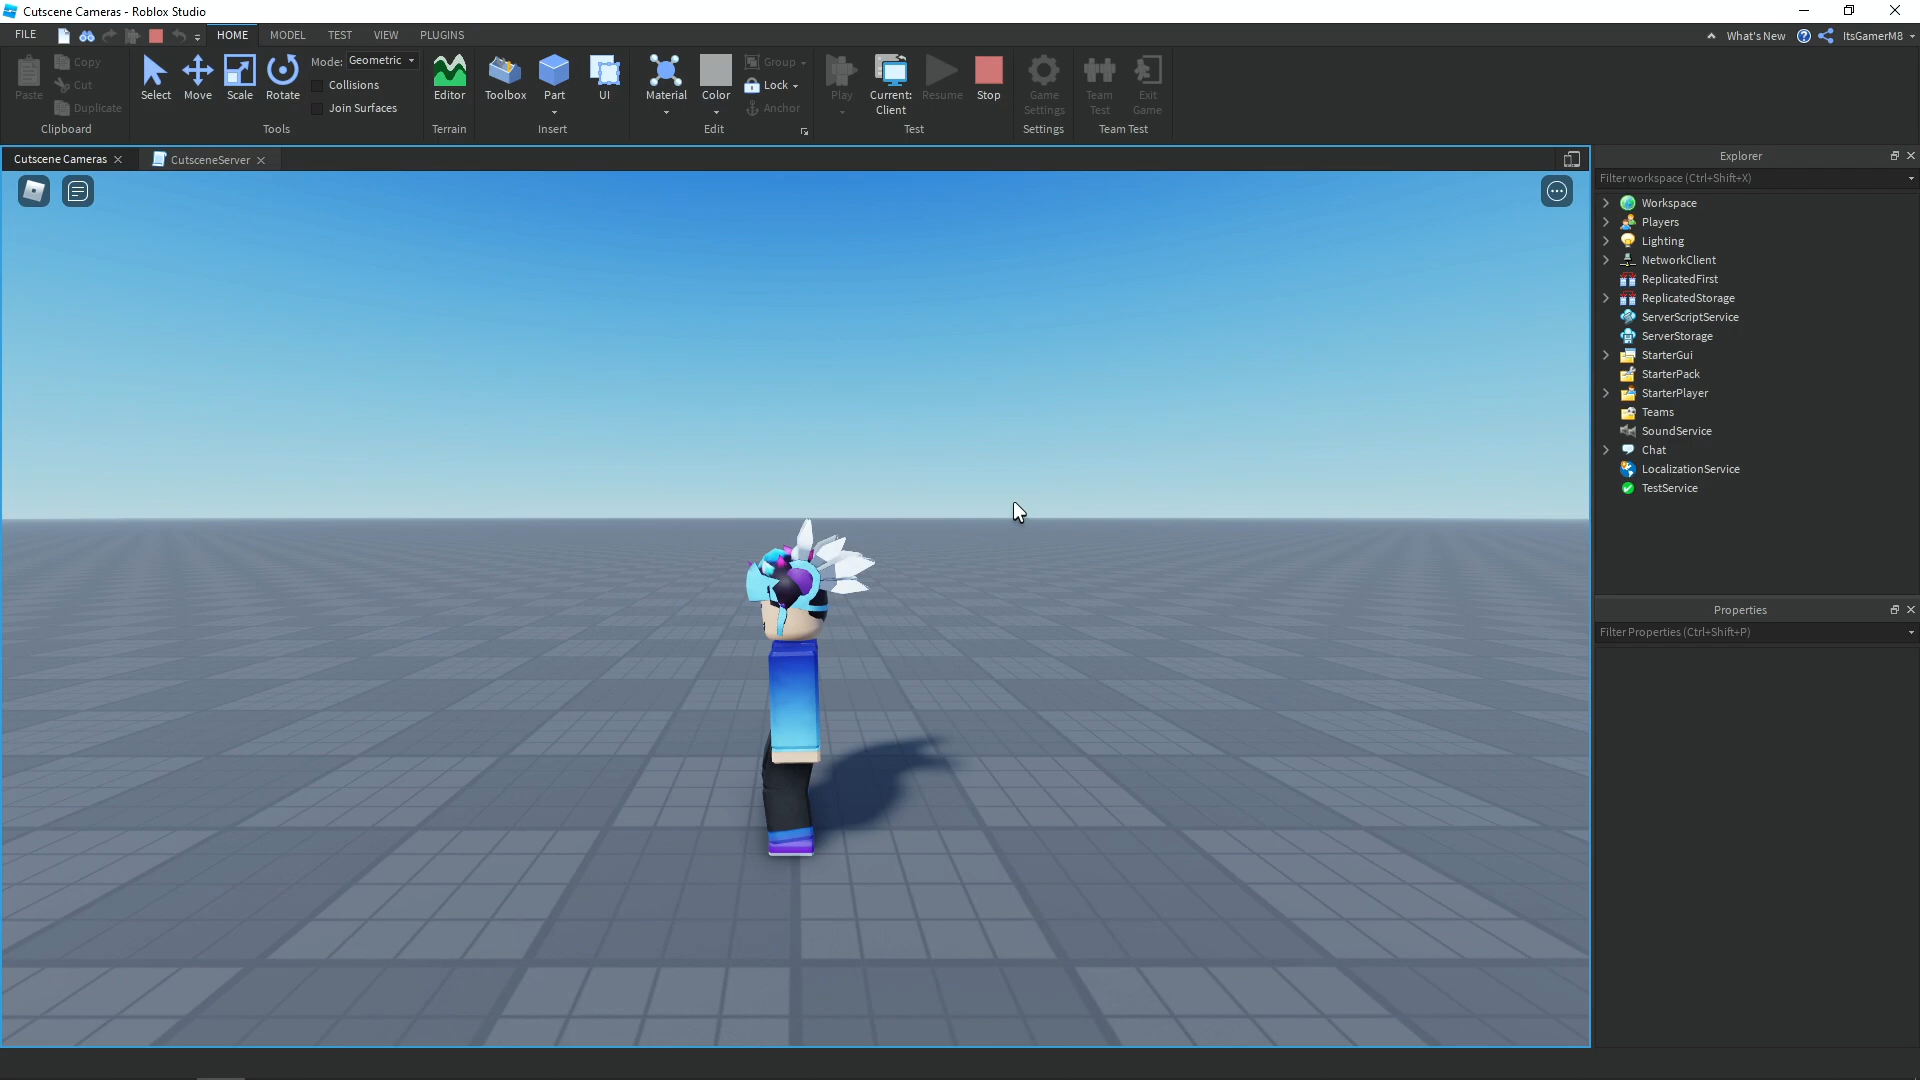 Cutscene Cameras - Roblox Studio
FILE
HOME
MODEL
TEST
VIEW
PLUGINS
What's New
ItsGamerM8
Paste
Copy
Cut
Duplicate
Clipboard
Select
Move
Scale
Rotate
Mode: Geometric
Collisions
Join Surfaces
Tools
Editor
Terrain
Toolbox
Part
UI
Insert
Material
Color
Group
Lock
Anchor
Edit
Play
Current:
Client
Resume
Stop
Test
Game
Settings
Settings
Team
Test
Exit
Game
Team Test
Cutscene Cameras
CutsceneServer
Explorer
Filter workspace (Ctrl+Shift+X)
Workspace
Players
Lighting
NetworkClient
ReplicatedFirst
ReplicatedStorage
ServerScriptService
ServerStorage
StarterGui
StarterPack
StarterPlayer
Teams
SoundService
Chat
LocalizationService
TestService
Properties
Filter Properties (Ctrl+Shift+P)